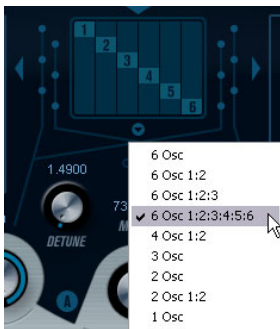 1
2
3
4
5
6
1.4900
73
DETUNE
M
A
6 Osc
6 Osc 1:2
6 Osc 1:2:3
✓ 6 Osc 1:2:3:4:5:6
4 Osc 1:2
3 Osc
2 Osc
2 Osc 1:2
1 Osc